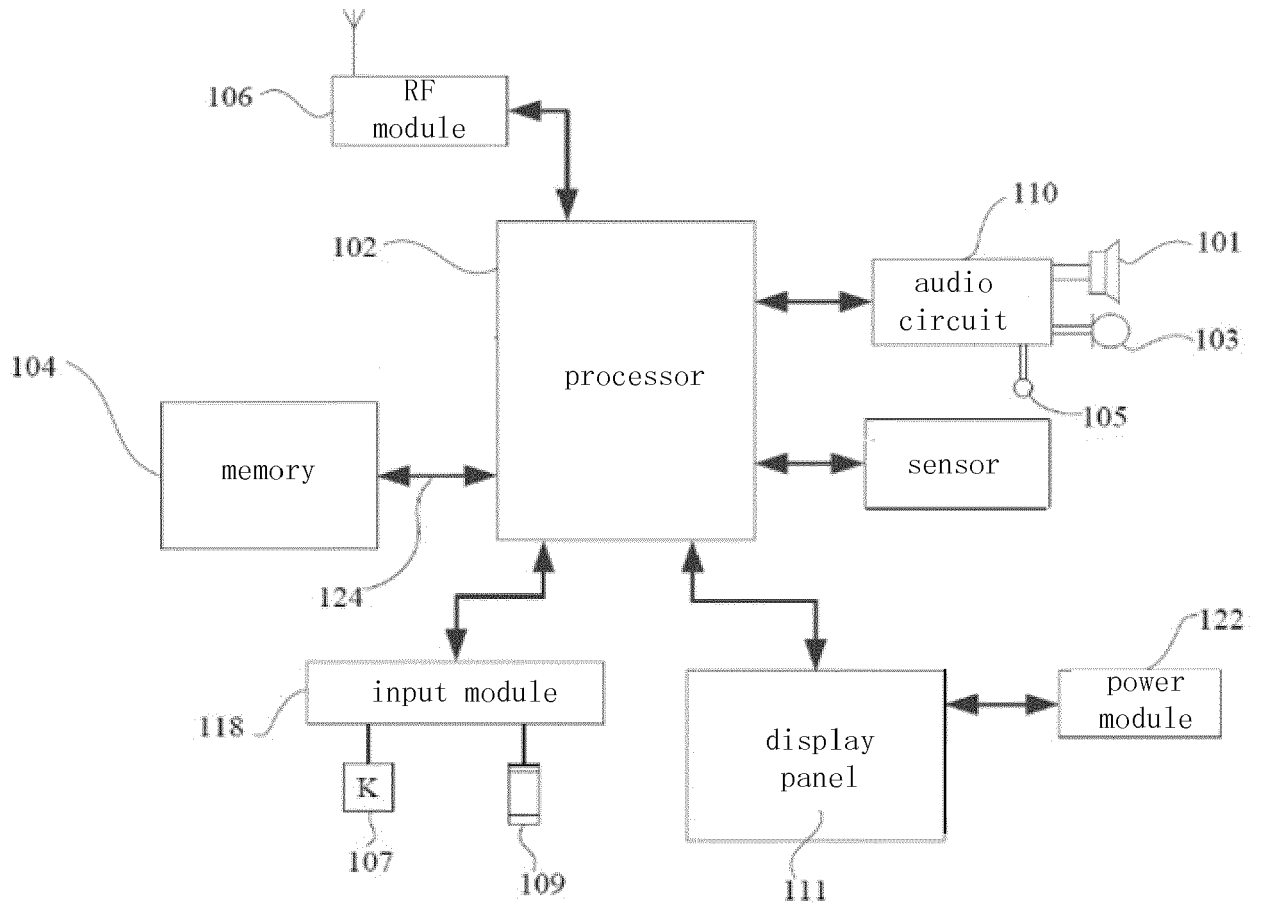 106
RF
module
110
102
101
audio
circuit
103
104
processor
105
memory
sensor
124
122
input module
power
module
118
display
panel
K
107
109
111